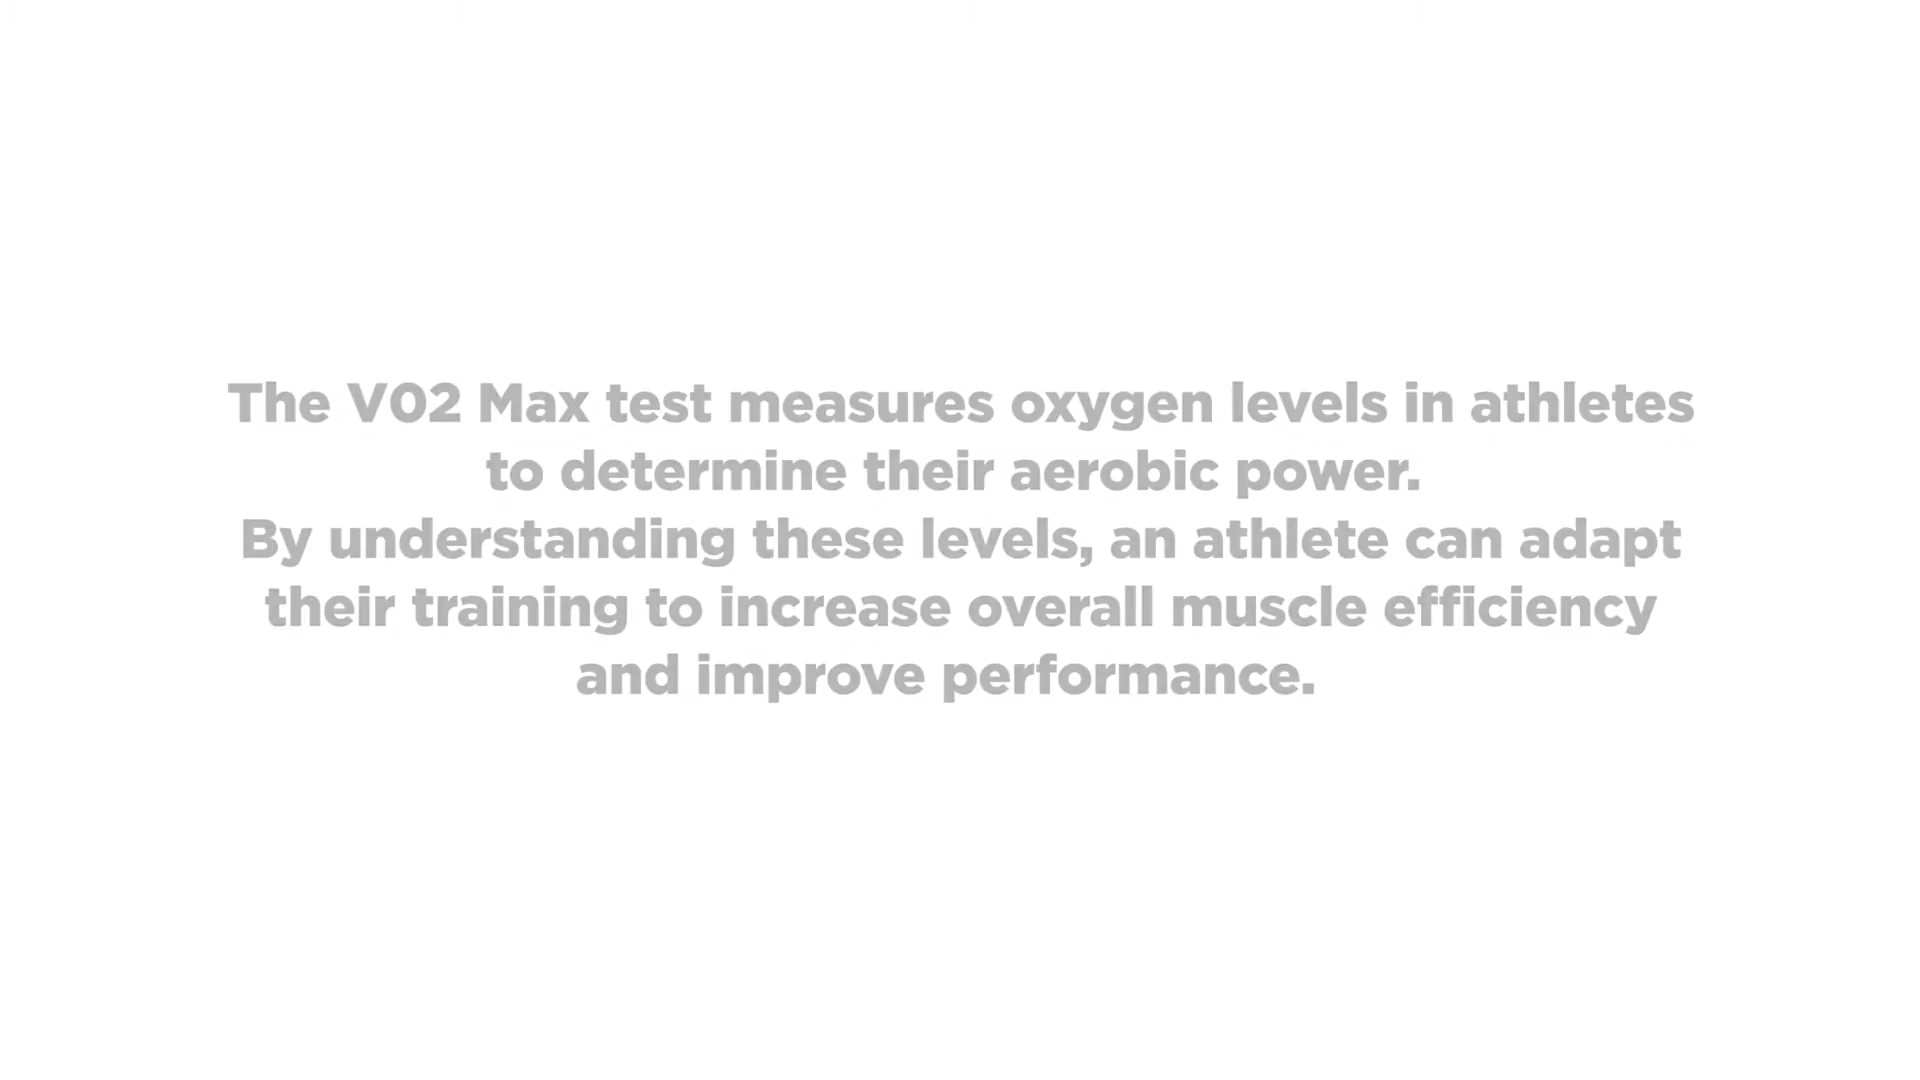 The V02 Max test measures oxygen levels in athletes
to determine their aerobic power.
By understanding these levels, an athlete can adapt
their training to increase overall muscle efficiency
and improve performance.